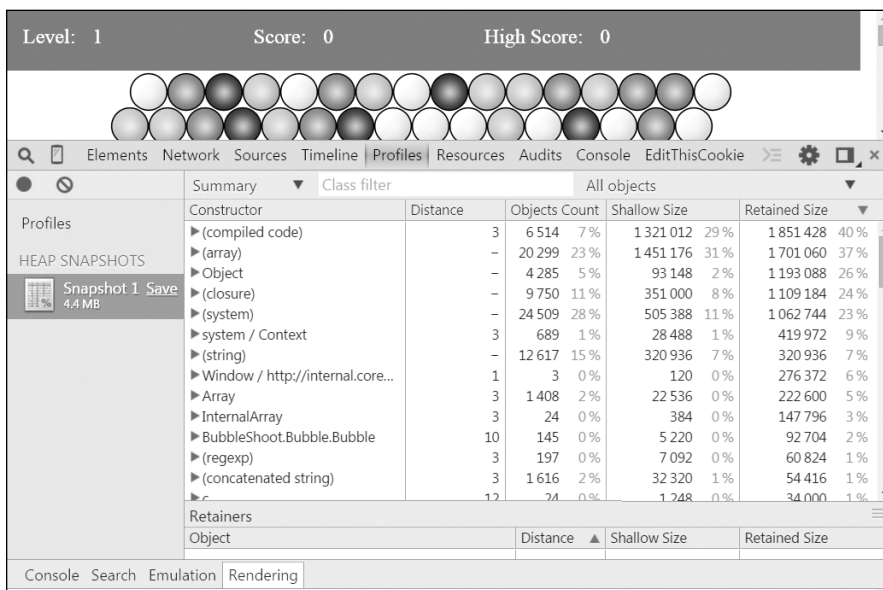 Level: 1 Score: 0 High Score: 0
Elements Network Sources Timeline Profiles Resources Audits Console EditThisCookie
Summary ▼ Class filter All objects ▼
Constructor Distance Objects Count Shallow Size Retained Size ▼
Profiles
HEAP SNAPSHOTS
Snapshot 1 Save
4.4 MB
(compiled code) 3 6 514 7 % 1 321 012 29 % 1 851 428 40 %
(array) – 20 299 23 % 1 451 176 31 % 1 701 060 37 %
Object – 4 285 5 % 93 148 2 % 1 193 088 26 %
(closure) – 9 750 11 % 351 000 8 % 1 109 184 24 %
(system) – 24 509 28 % 505 388 11 % 1 062 744 23 %
system / Context 3 689 1 % 28 488 1 % 419 972 9 %
(string) – 12 617 15 % 320 936 7 % 320 936 7 %
Window / http://internal.core... 1 3 0 % 120 0 % 276 372 6 %
Array 3 1 408 2 % 22 536 0 % 222 600 5 %
InternalArray 3 24 0 % 384 0 % 147 796 3 %
BubbleShoot.Bubble.Bubble 10 145 0 % 5 220 0 % 92 704 2 %
(regexp) 3 197 0 % 7 092 0 % 60 824 1 %
(concatenated string) 3 1 616 2 % 32 320 1 % 54 416 1 %
c 12 24 0 % 1 248 0 % 34 000 1 %
Retainers
Object Distance ▲ Shallow Size Retained Size
Console Search Emulation Rendering